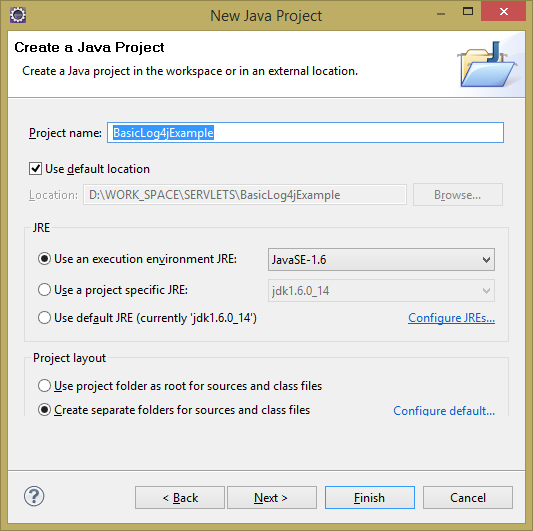 New Java Project
Create a Java Project
Create a Java project in the workspace or in an external location.
Project name: BasicLog4jExample
Use default location
Location: D:\WORK_SPACE\SERVLETS\BasicLog4jExample Browse...
JRE
Use an execution environment JRE: JavaSE-1.6
Use a project specific JRE: jdk1.6.0_14
Use default JRE (currently 'jdk1.6.0_14') Configure JREs...
Project layout
Use project folder as root for sources and class files
Create separate folders for sources and class files Configure default...
? < Back Next > Finish Cancel